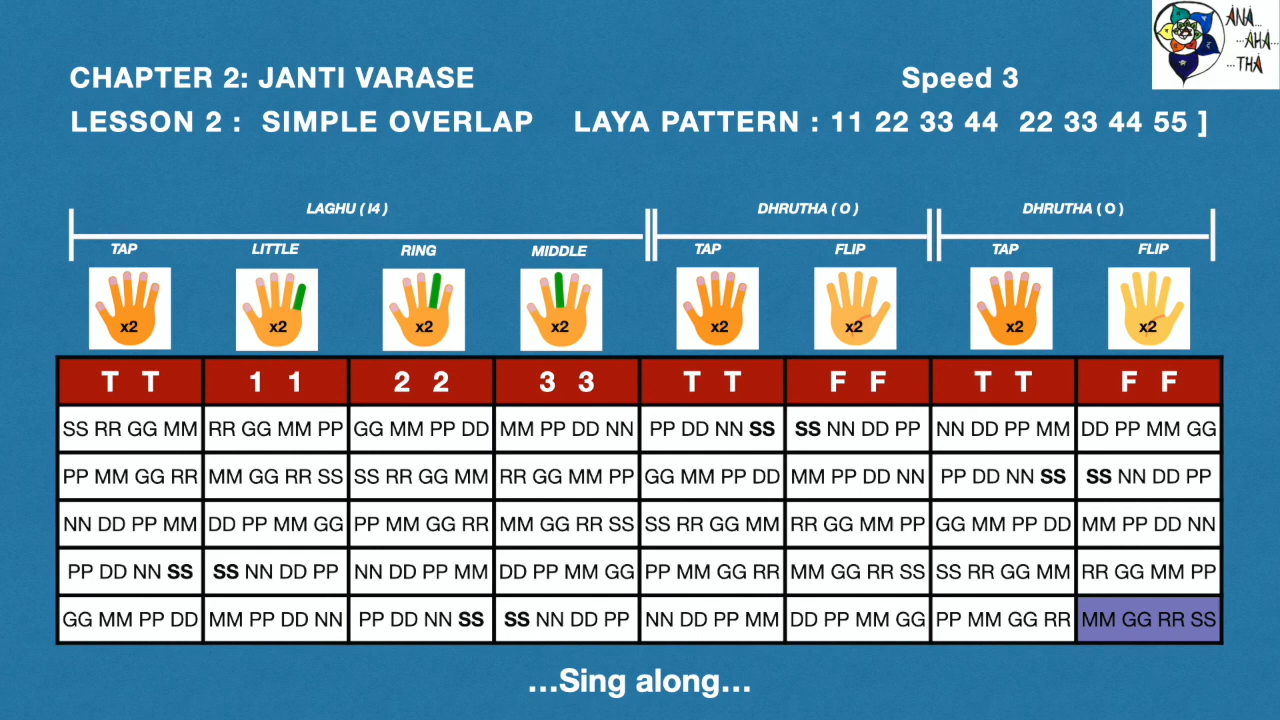 ANA...
...AHA...
...THA
CHAPTER 2: JANTI VARASE Speed 3
LESSON 2 : SIMPLE OVERLAP LAYA PATTERN : 11 22 33 44 22 33 44 55 ]
LAGHU ( I4 ) DHRUTHA ( O ) DHRUTHA ( O )
TAP LITTLE RING MIDDLE TAP FLIP TAP FLIP
x2 x2 x2 x2 x2 x2 x2 x2
T T 1 1 2 2 3 3 T T F F T T F F
SS RR GG MM RR GG MM PP GG MM PP DD MM PP DD NN PP DD NN SS SS NN DD PP NN DD PP MM DD PP MM GG
PP MM GG RR MM GG RR SS SS RR GG MM RR GG MM PP GG MM PP DD MM PP DD NN PP DD NN SS SS NN DD PP
NN DD PP MM DD PP MM GG PP MM GG RR MM GG RR SS SS RR GG MM RR GG MM PP GG MM PP DD MM PP DD NN
PP DD NN SS SS NN DD PP NN DD PP MM DD PP MM GG PP MM GG RR MM GG RR SS SS RR GG MM RR GG MM PP
GG MM PP DD MM PP DD NN PP DD NN SS SS NN DD PP NN DD PP MM DD PP MM GG PP MM GG RR MM GG RR SS
...Sing along...